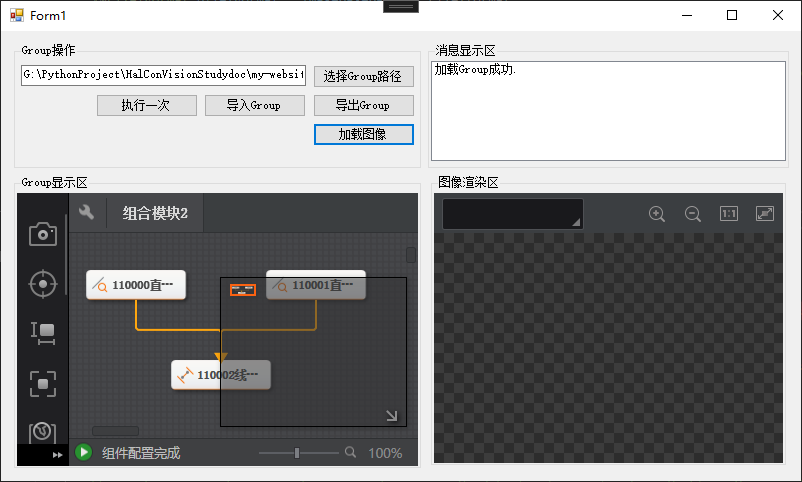 Form1
Group操作
G:\PythonProject\HalConVisionStudydoc\my-websit
选择Group路径
执行一次
导入Group
导出Group
加载图像
消息显示区
加载Group成功.
Group显示区
组合模块2
110000直···
110001直···
110002线···
组件配置完成
100%
图像渲染区
1:1